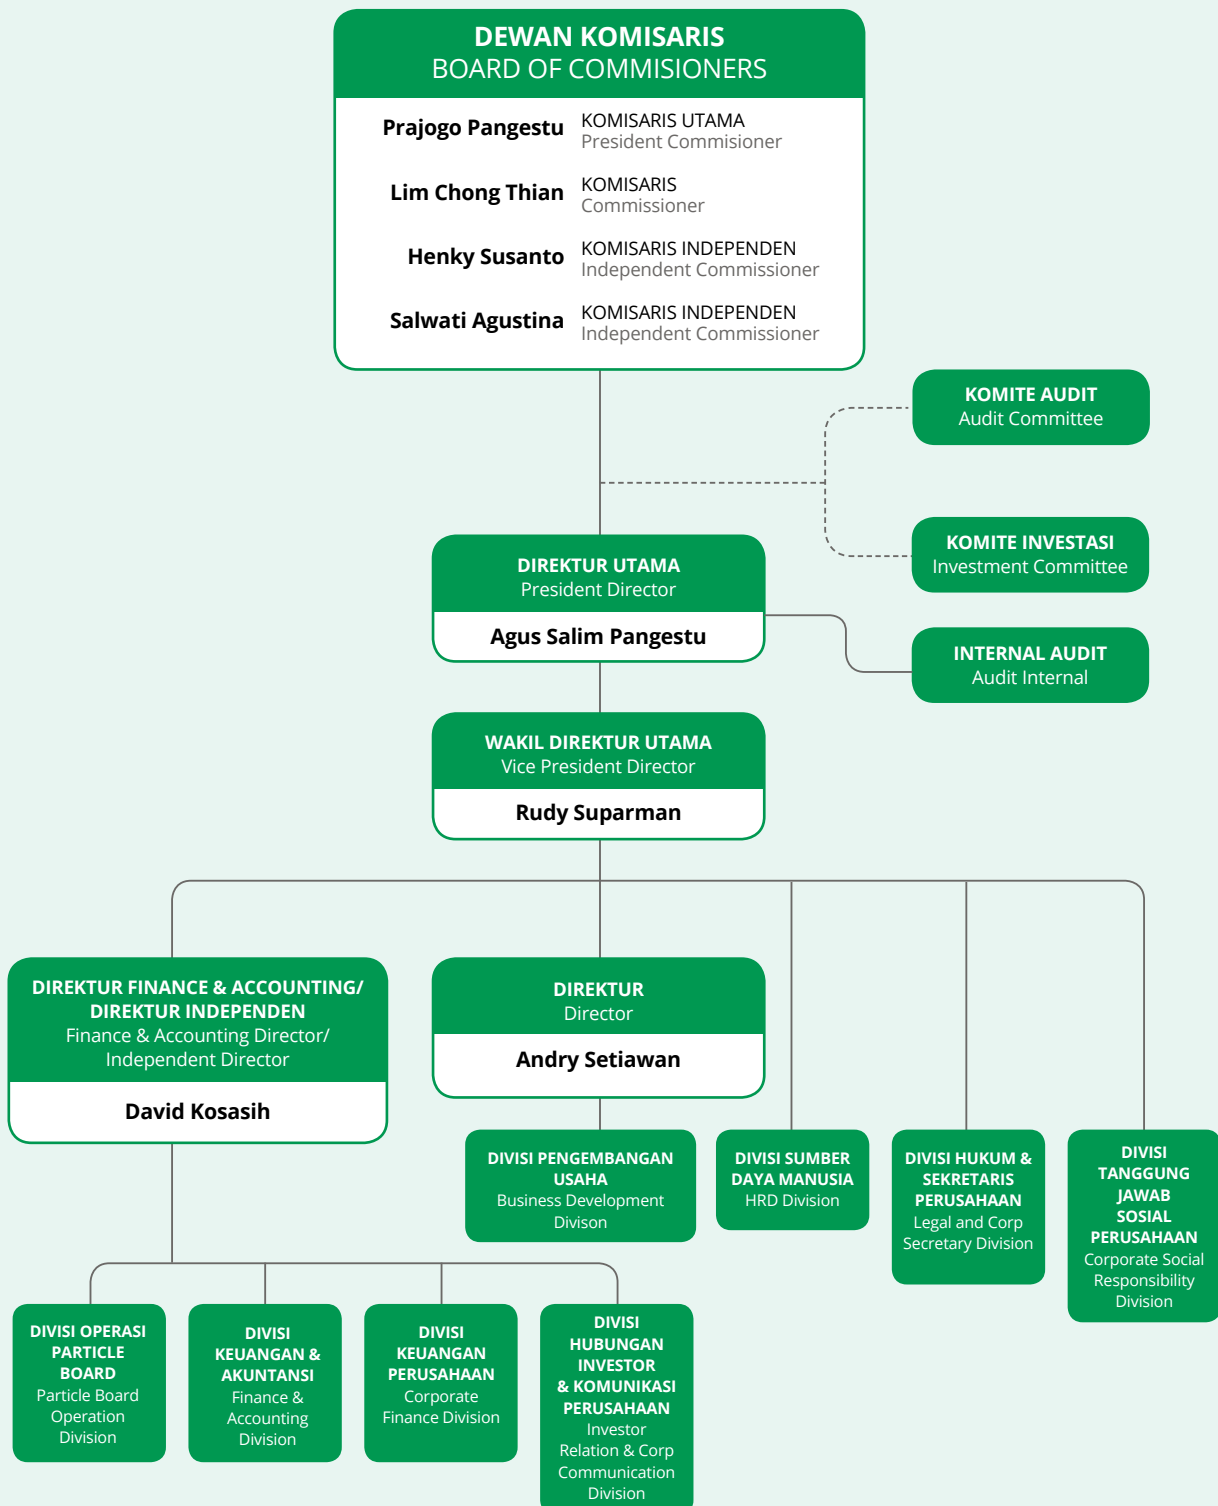 DEWAN KOMISARIS
BOARD OF COMMISIONERS
Prajogo Pangestu
KOMISARIS UTAMA
President Commisioner
Lim Chong Thian
KOMISARIS
Commissioner
Henky Susanto
KOMISARIS INDEPENDEN
Independent Commissioner
Salwati Agustina
KOMISARIS INDEPENDEN
Independent Commissioner
KOMITE AUDIT
Audit Committee
KOMITE INVESTASI
Investment Committee
DIREKTUR UTAMA
President Director
Agus Salim Pangestu
INTERNAL AUDIT
Audit Internal
WAKIL DIREKTUR UTAMA
Vice President Director
Rudy Suparman
DIREKTUR FINANCE & ACCOUNTING/
DIREKTUR INDEPENDEN
Finance & Accounting Director/
Independent Director
David Kosasih
DIREKTUR
Director
Andry Setiawan
DIVISI PENGEMBANGAN
USAHA
Business Development
Divison
DIVISI SUMBER
DAYA MANUSIA
HRD Division
DIVISI HUKUM &
SEKRETARIS
PERUSAHAAN
Legal and Corp
Secretary Division
DIVISI
TANGGUNG
JAWAB
SOSIAL
PERUSAHAAN
Corporate Social
Responsibility
Division
DIVISI OPERASI
PARTICLE
BOARD
Particle Board
Operation
Division
DIVISI
KEUANGAN &
AKUNTANSI
Finance &
Accounting
Division
DIVISI
KEUANGAN
PERUSAHAAN
Corporate
Finance Division
DIVISI
HUBUNGAN
INVESTOR
& KOMUNIKASI
PERUSAHAAN
Investor
Relation & Corp
Communication
Division